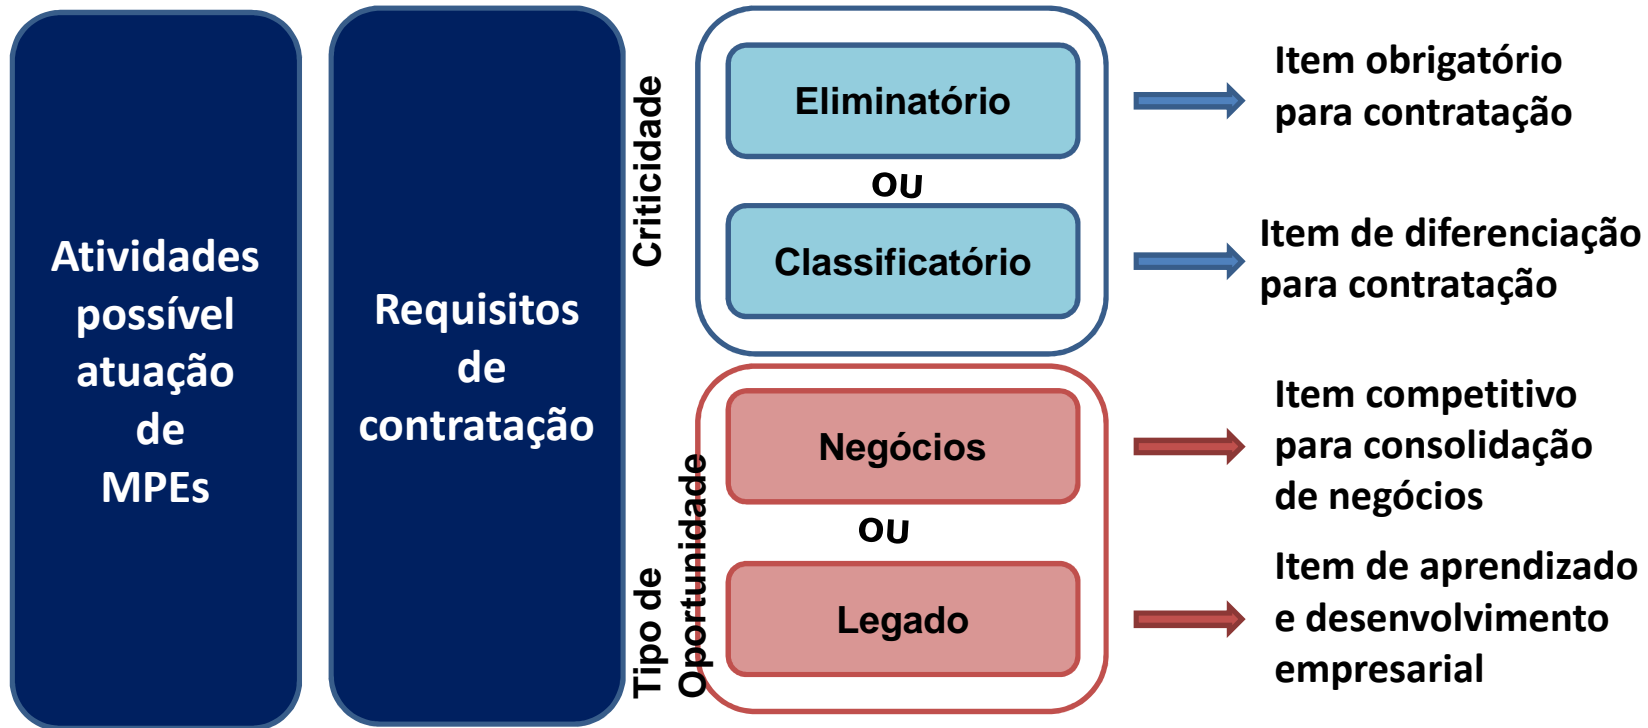 Atividades
possível
atuação
de
MPEs
Requisitos
de
contratação
Criticidade
Eliminatório
ou
Classificatório
Item obrigatório
para contratação
Item de diferenciação
para contratação
Tipo de
Oportunidade
Negócios
ou
Legado
Item competitivo
para consolidação
de negócios
Item de aprendizado
e desenvolvimento
empresarial